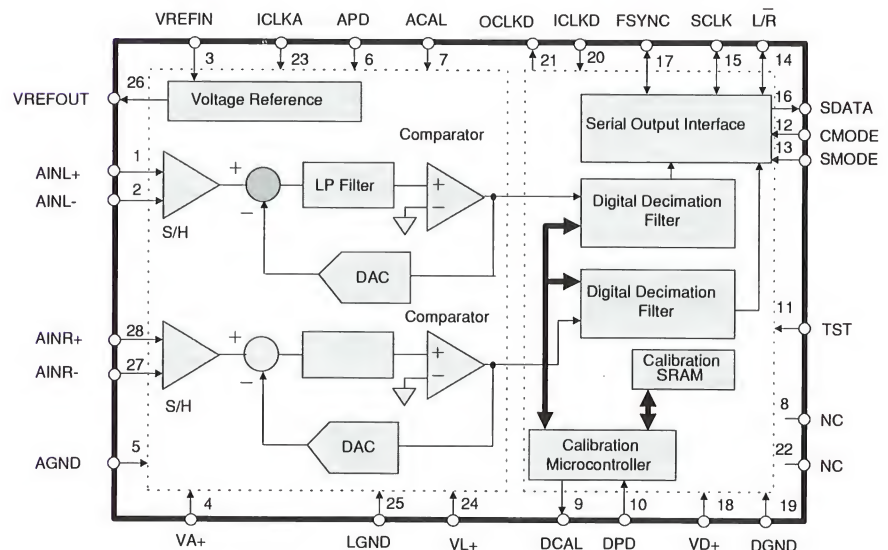 VREFIN ICLKA APD ACAL OCLKD ICLKD FSYNC SCLK L/R̅
3 23 6 7 21 20 17 15 14
26
VREFOUT
Voltage Reference
Serial Output Interface
16 SDATA
12 CMODE
13 SMODE
Comparator
AINL+ 1
AINL- 2
S/H
+
−
LP Filter
+
−
DAC
Digital Decimation
Filter
Digital Decimation
Filter
11
TST
Comparator
AINR+ 28
AINR- 27
S/H
+
−
+
−
DAC
Calibration
SRAM
8
NC
22
NC
Calibration
Microcontroller
5
AGND
4 25 24 9 10 18 19
VA+ LGND VL+ DCAL DPD VD+ DGND